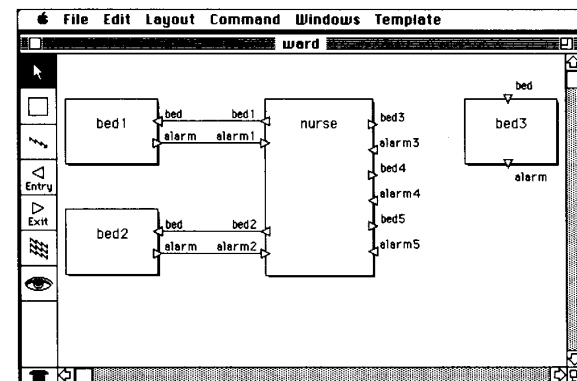 File Edit Layout Command Windows Template
ward
bed
bed1 bed bed1 nurse bed3 bed3
alarm alarm1 alarm3
bed4
alarm
Entry
alarm4
Exit
bed2 bed bed2 bed5
alarm alarm2 alarm5